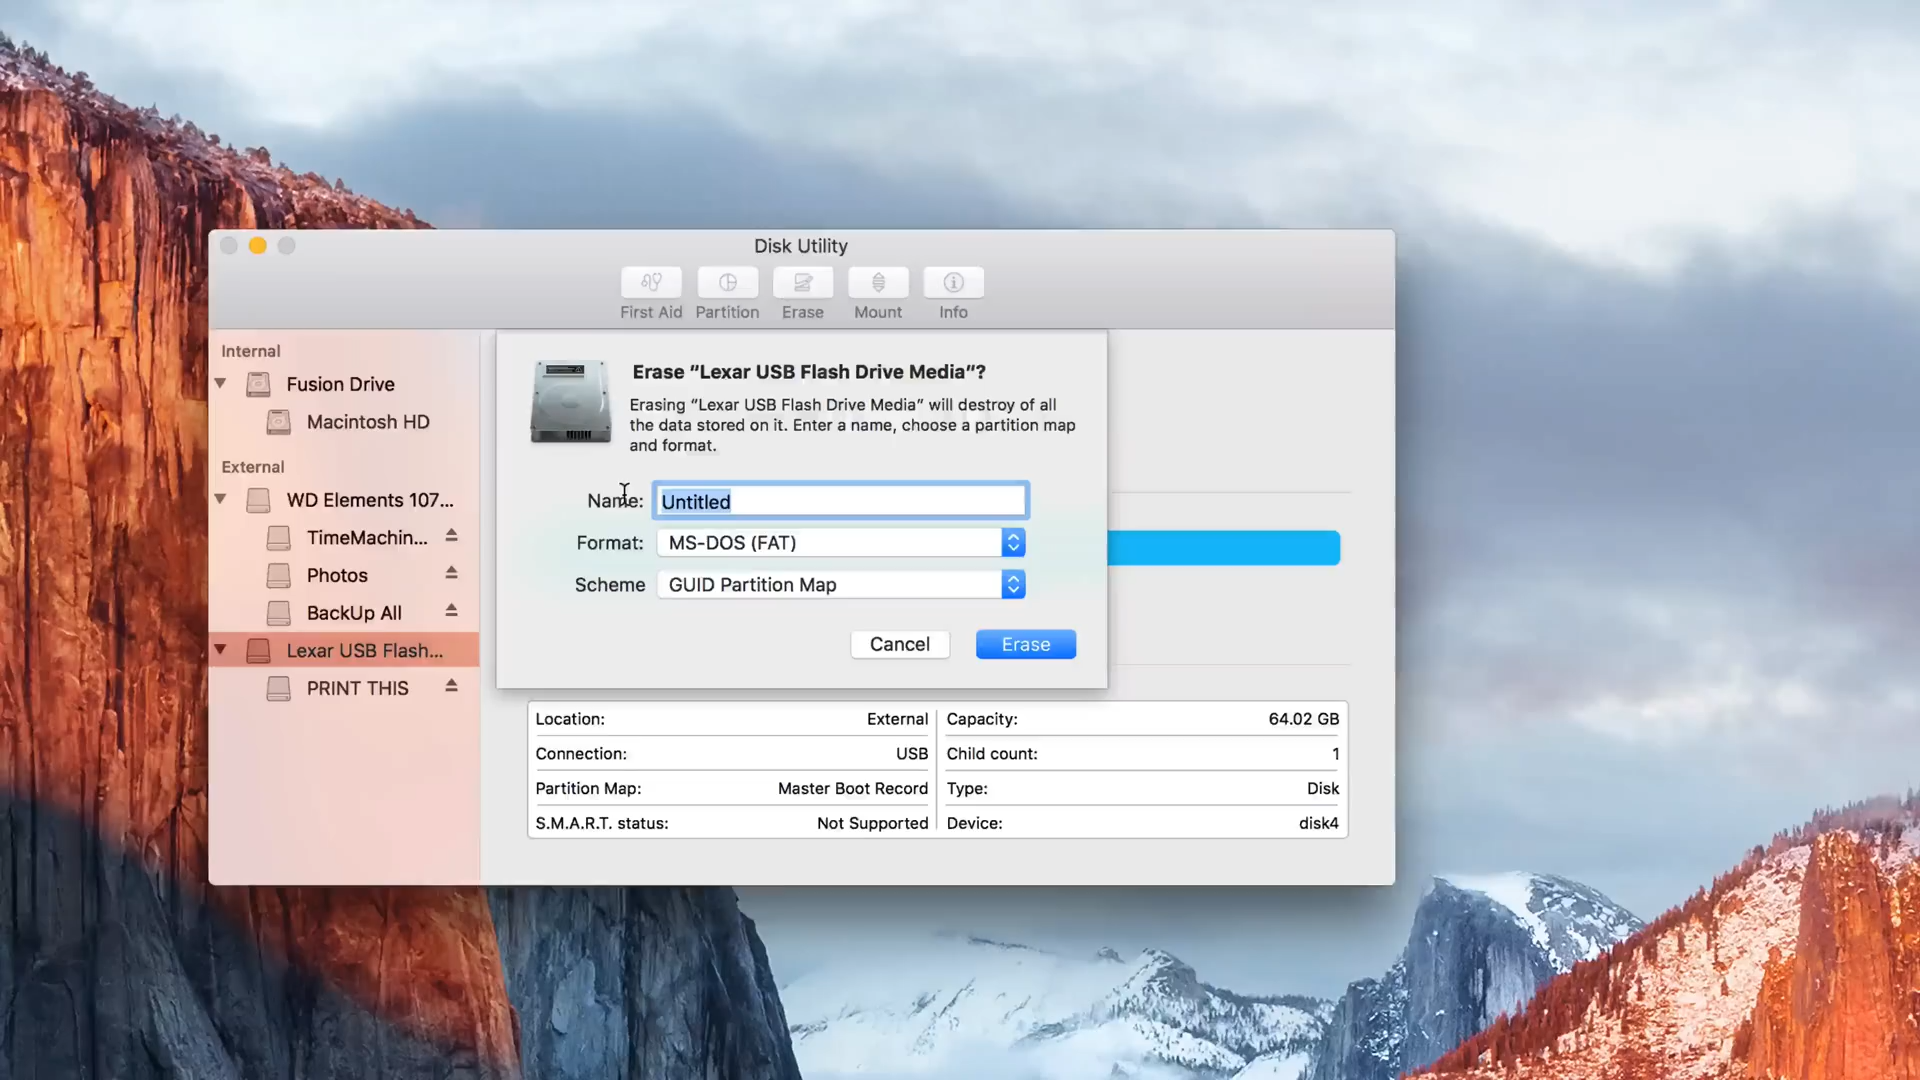 Disk Utility
First Aid
Partition
Erase
Mount
Info
Internal
Fusion Drive
Macintosh HD
External
WD Elements 107...
TimeMachin...
Photos
BackUp All
Lexar USB Flash...
PRINT THIS
Erase “Lexar USB Flash Drive Media”?
Erasing “Lexar USB Flash Drive Media” will destroy of all
the data stored on it. Enter a name, choose a partition map
and format.
Name: Untitled
Format: MS-DOS (FAT)
Scheme GUID Partition Map
Cancel
Erase
Location: External
Connection: USB
Partition Map: Master Boot Record
S.M.A.R.T. status: Not Supported
Capacity: 64.02 GB
Child count: 1
Type: Disk
Device: disk4